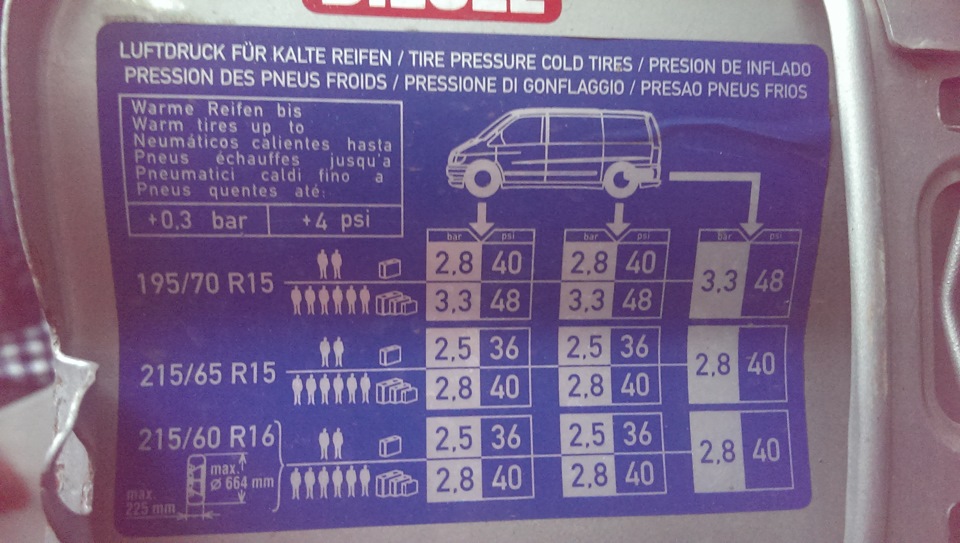 DIESEL
LUFTDRUCK FÜR KALTE REIFEN / TIRE PRESSURE COLD TIRES / PRESION DE INFLADO
PRESSION DES PNEUS FROIDS / PRESSIONE DI GONFLAGGIO / PRESAO PNEUS FRIOS
Warme Reifen bis
Warm tires up to
Neumáticos calientes hasta
Pneus échauffes jusqu'a
Pneumatici caldi fino a
Pneus quentes até:
+0.3 bar +4 psi
bar psi bar psi bar psi
195/70 R15 2,8 40 2,8 40 3,3 48
3,3 48 3,3 48
215/65 R15 2,5 36 2,5 36 2,8 40
2,8 40 2,8 40
215/60 R16 2,5 36 2,5 36 2,8 40
2,8 40 2,8 40
max.
Ø 664 mm
max.
225 mm